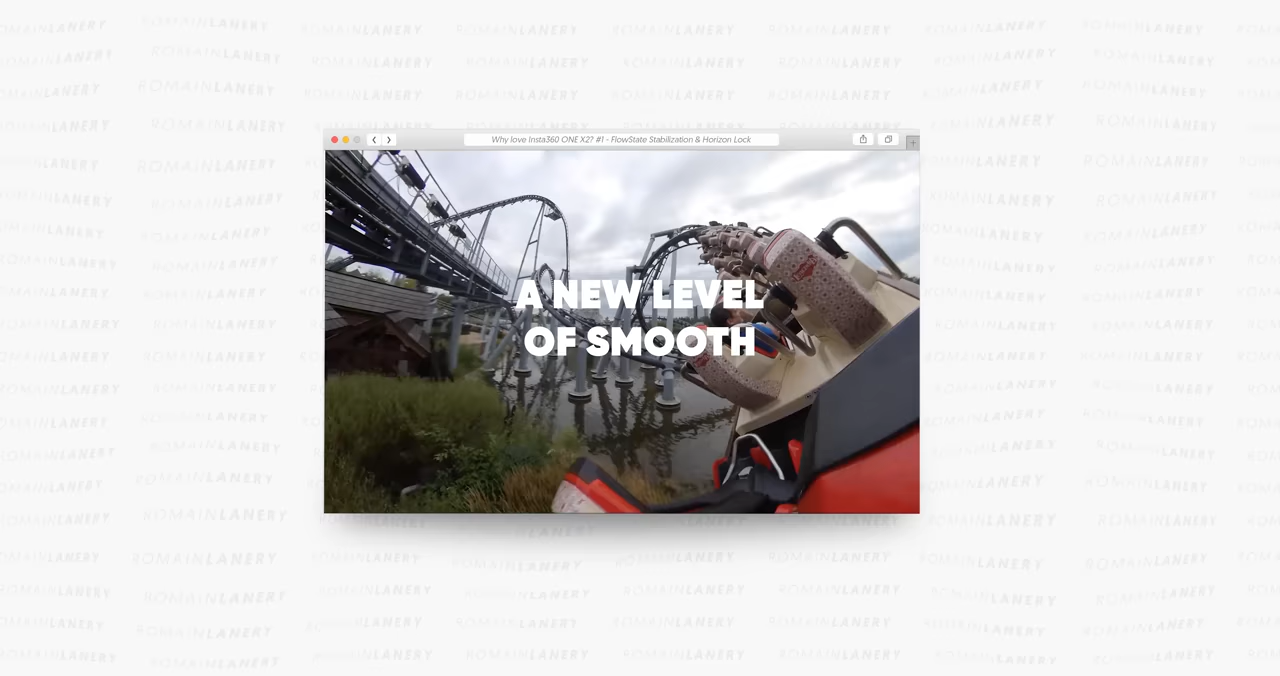 Why love Insta360 ONE X2? #1 - FlowState Stabilization & Horizon Lock
A NEW LEVEL
OF SMOOTH
ROMAINLANERY